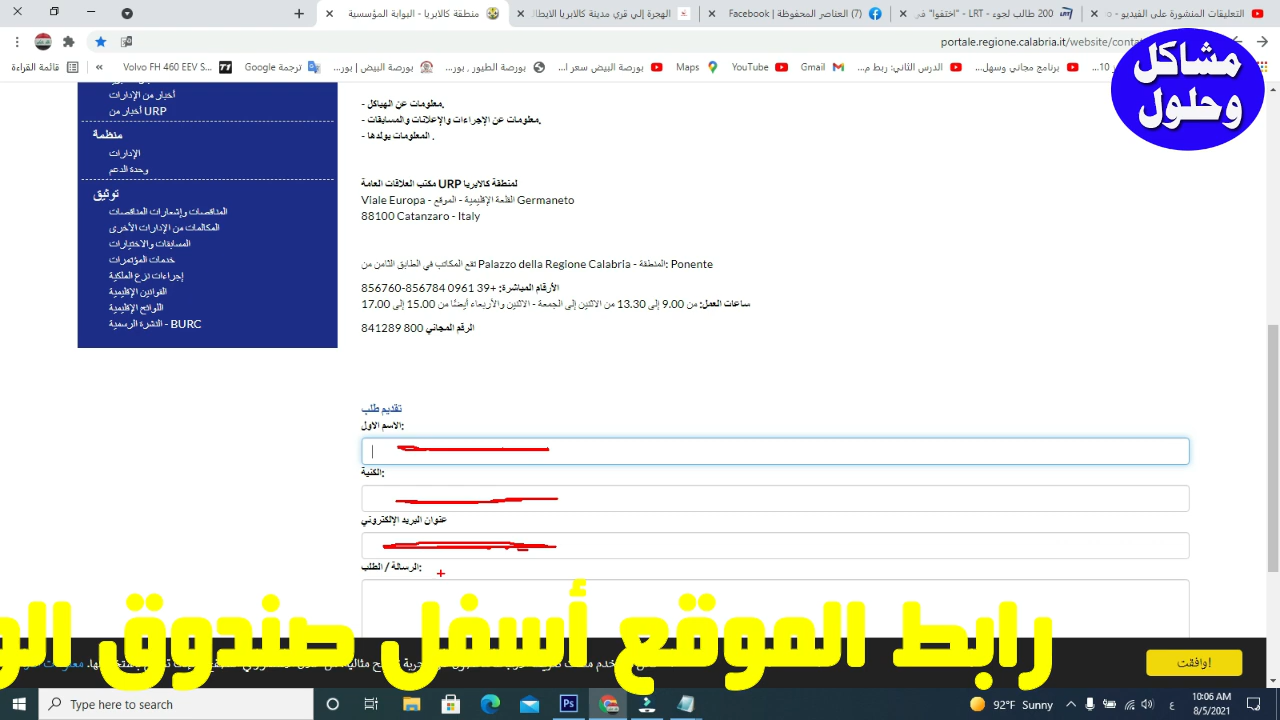 منطقة كالابريا - البوابة المؤسسية
الهجرة إلى قرى مدينة كالابريا الايطال
(7) العناصر المحفوظة | Facebook
200 طالب لجوء - LRT - "اختفو" في
التعليقات المنشورة على الفيديو - o
portale.regione.calabria.it/website/conta
قائمة القراءة
Volvo FH 460 EEV S...
ترجمة Google
بورصة البيض | بور...
بورصة الطيور , بور...
بورصة البيض سعر ا...
Maps
YouTube
Gmail
الدرس الثاني: ربط م...
برنامج مجاني وسهل...
مشاكل
وحلول
أخبار من الإدارات
أخبار من URP
منظمة
الإدارات
وحدة الدعم
توثيق
المناقصات وإشعارات المناقصات
المكالمات من الإدارات الأخرى
المسابقات والاختيارات
خدمات المؤتمرات
إجراءات نزع الملكية
القوانين الإقليمية
اللوائح الإقليمية
النشرة الرسمية - BURC
- معلومات عن الهياكل.
- معلومات عن الإجراءات والإعلانات والمسابقات.
- المعلومات يولدها .
مكتب العلاقات العامة URP لمنطقة كالابريا
Viale Europa - القلعة الإقليمية - الموقع Germaneto
88100 Catanzaro - Italy
تقع المكاتب في الطابق الثامن من Palazzo della Regione Calabria - المنطقة: Ponente
الأرقام المباشرة: +39 0961 856784-856760
ساعات العمل: من 9.00 إلى 13.30 من الاثنين إلى الجمعة - الاثنين والأربعاء أيضًا من 15.00 إلى 17.00
الرقم المجاني 800 841289
تقديم طلب
الاسم الاول:
الكنية:
عنوان البريد الإلكتروني
الرسالة / الطلب:
رابط الموقع أسفل صندوق الو
اوافقت!
Type here to search
92°F Sunny
ع
10:06 AM
8/5/2021